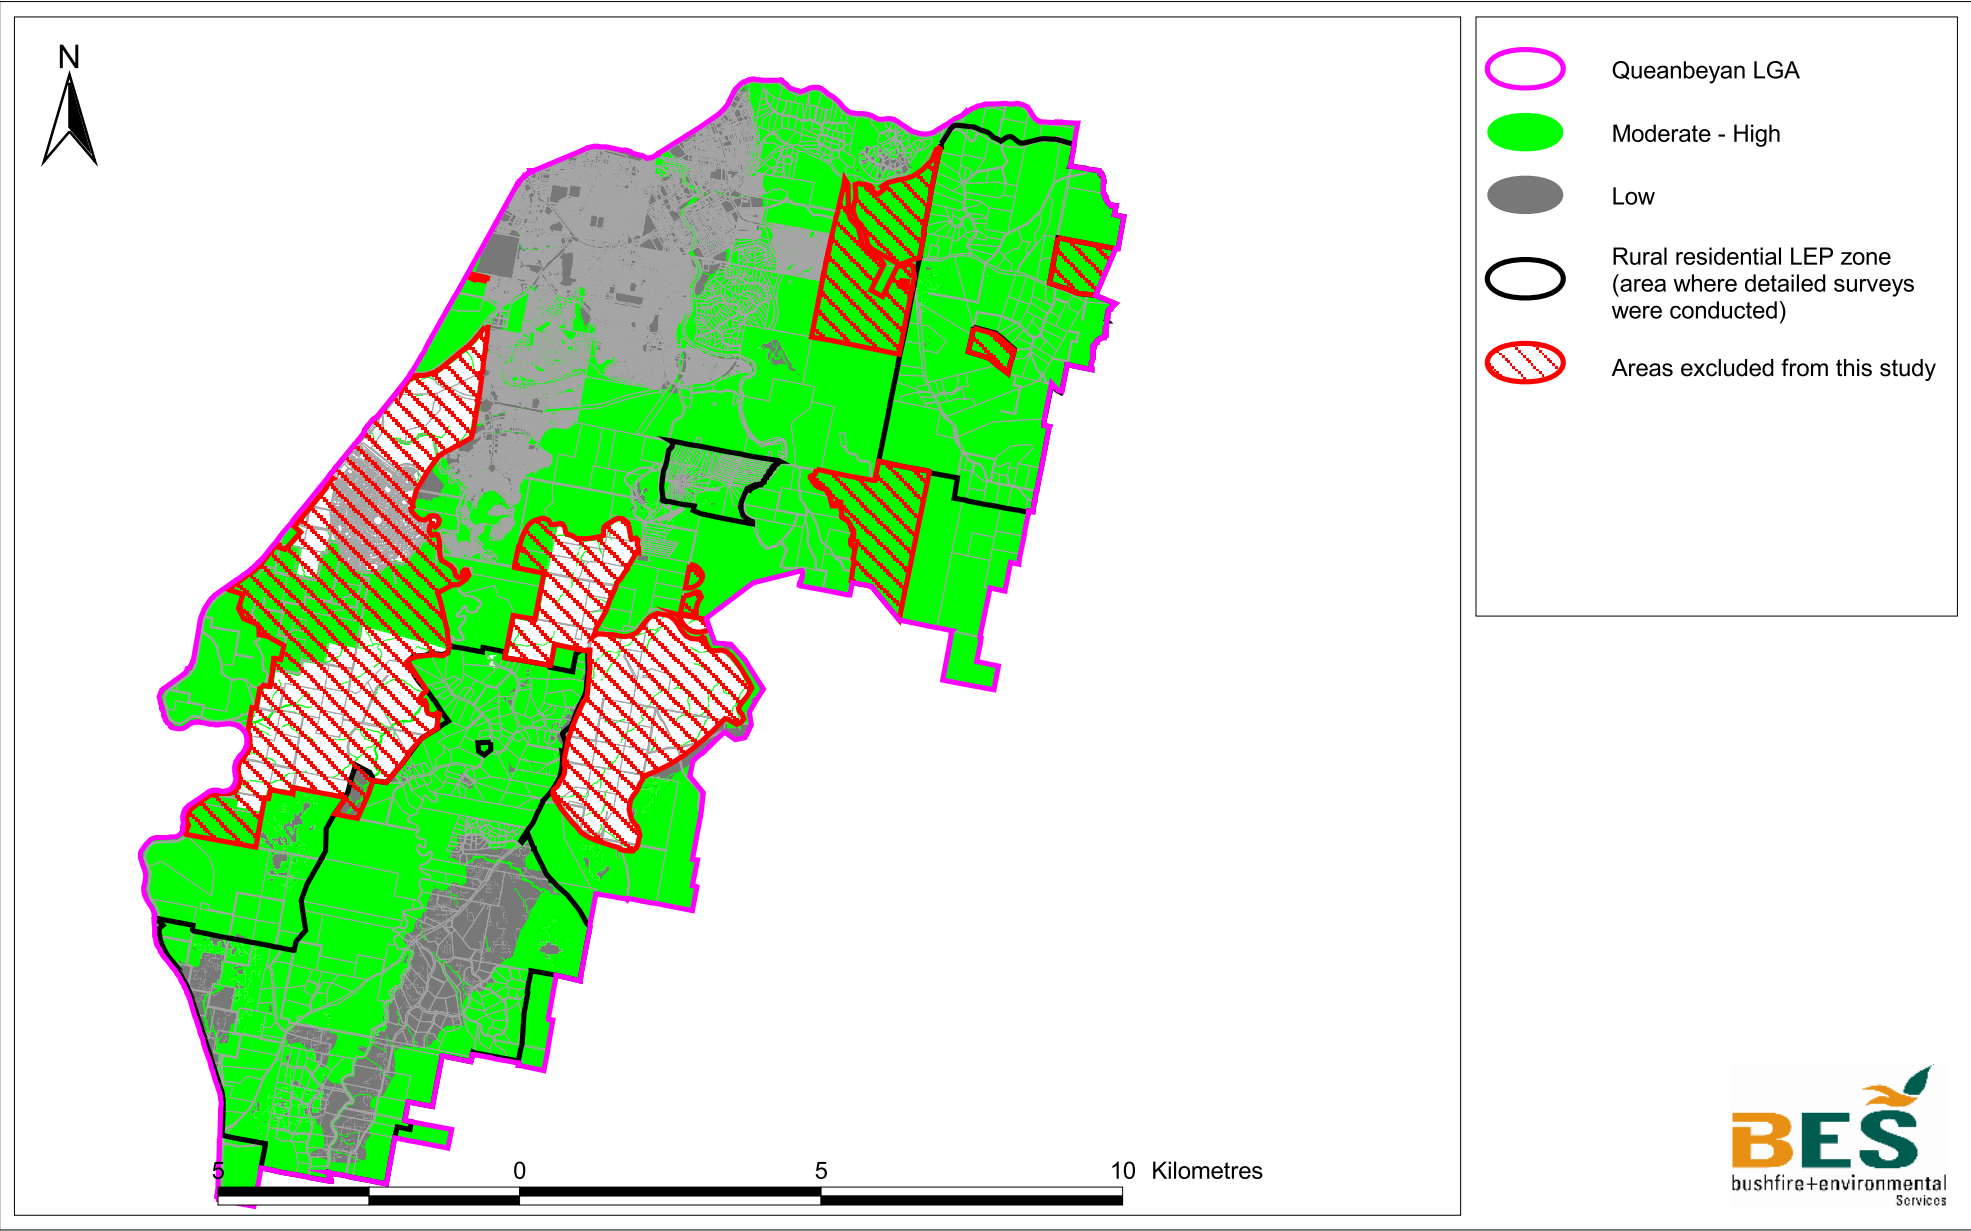 N
Queanbeyan LGA
Moderate - High
Low
Rural residential LEP zone
(area where detailed surveys
were conducted)
Areas excluded from this study
5 0 5 10 Kilometres
BES
bushfire+environmental
Services